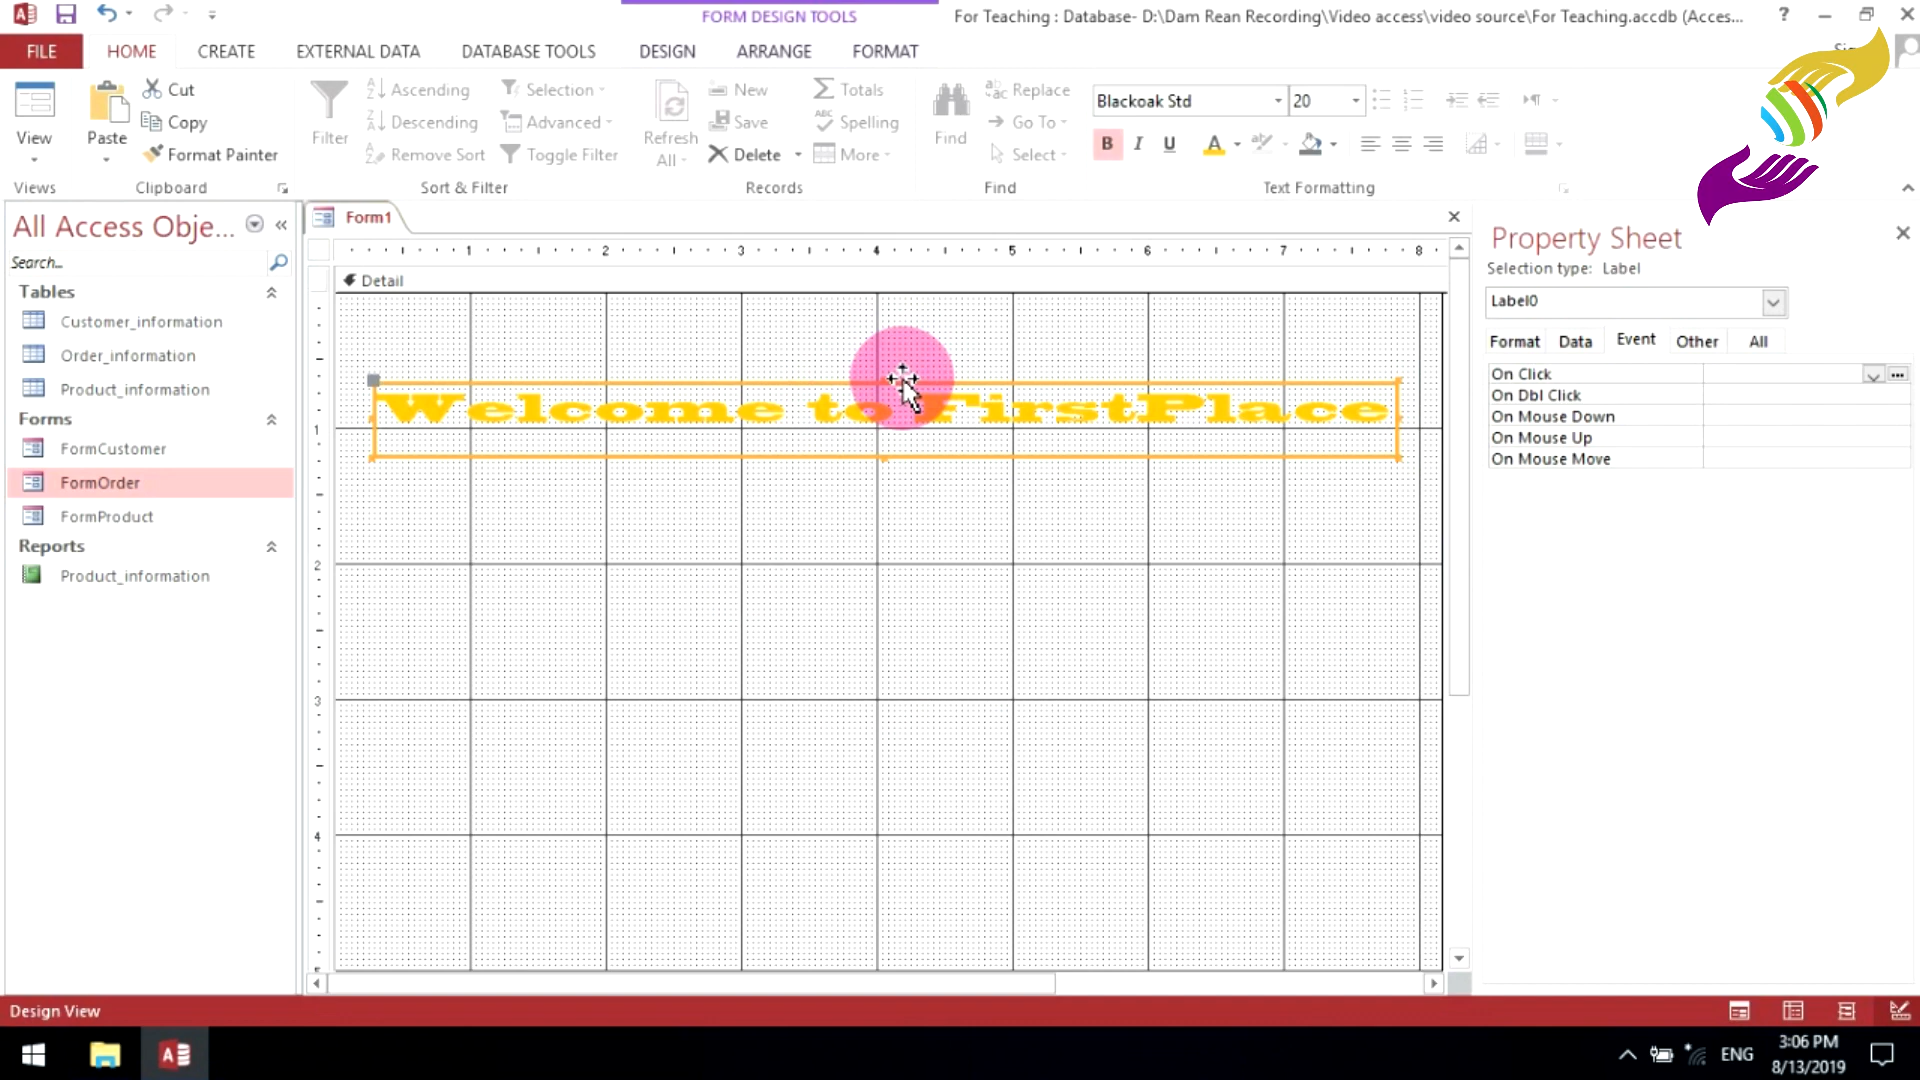 FORM DESIGN TOOLS
For Teaching : Database- D:\Dam Rean Recording\Video access\video source\For Teaching.accdb (Acces...
?
FILE
HOME
CREATE
EXTERNAL DATA
DATABASE TOOLS
DESIGN
ARRANGE
FORMAT
View
Paste
Cut
Copy
Format Painter
Filter
Ascending
Descending
Remove Sort
Selection
Advanced
Toggle Filter
Refresh
All
New
Save
Delete
Totals
Spelling
More
Find
Replace
Go To
Select
Blackoak Std
20
B I U A
Views
Clipboard
Sort & Filter
Records
Find
Text Formatting
All Access Obje...
Search...
Tables
Customer_information
Order_information
Product_information
Forms
FormCustomer
FormOrder
FormProduct
Reports
Product_information
Form1
1 2 3 4 5 6 7 8
Detail
Welcome to FirstPlace
1
2
3
4
Property Sheet
Selection type: Label
Label0
Format
Data
Event
Other
All
On Click
On Dbl Click
On Mouse Down
On Mouse Up
On Mouse Move
Design View
ENG
3:06 PM
8/13/2019